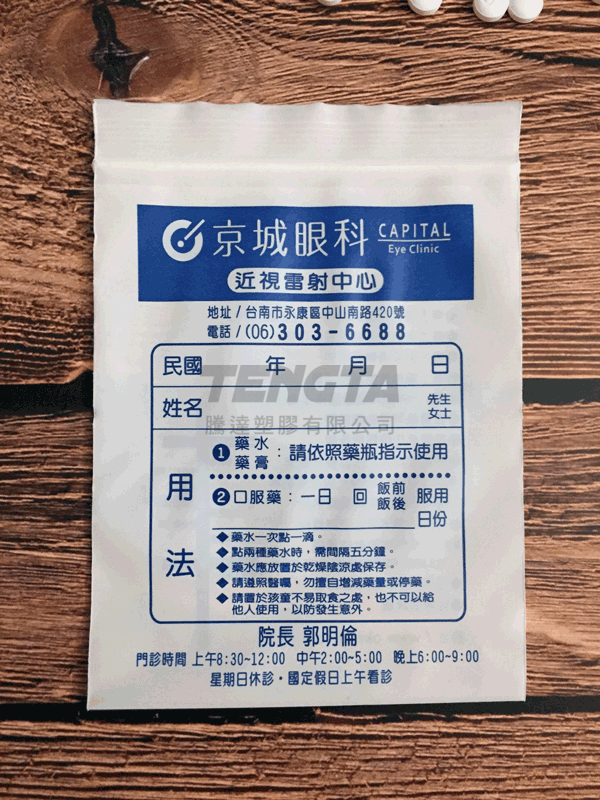 京城眼科 CAPITAL Eye Clinic
近視雷射中心
地址 / 台南市永康區中山南路420號
電話 / (06)303-6688
民國 年 月 日
TENGTA
姓名 先生 女士
騰達塑膠有限公司
用法
❶ 藥水 藥膏 : 請依照藥瓶指示使用
❷ 口服藥 : 一日 回 飯前 飯後 服用
日份
◆藥水一次點一滴。
◆點兩種藥水時，需間隔五分鐘。
◆藥水應放置於乾燥陰涼處保存。
◆請遵照醫囑，勿擅自增減藥量或停藥。
◆請置於孩童不易取食之處，也不可以給
他人使用，以防發生意外。
院長 郭明倫
門診時間 上午8:30~12:00 中午2:00~5:00 晚上6:00~9:00
星期日休診·國定假日上午看診